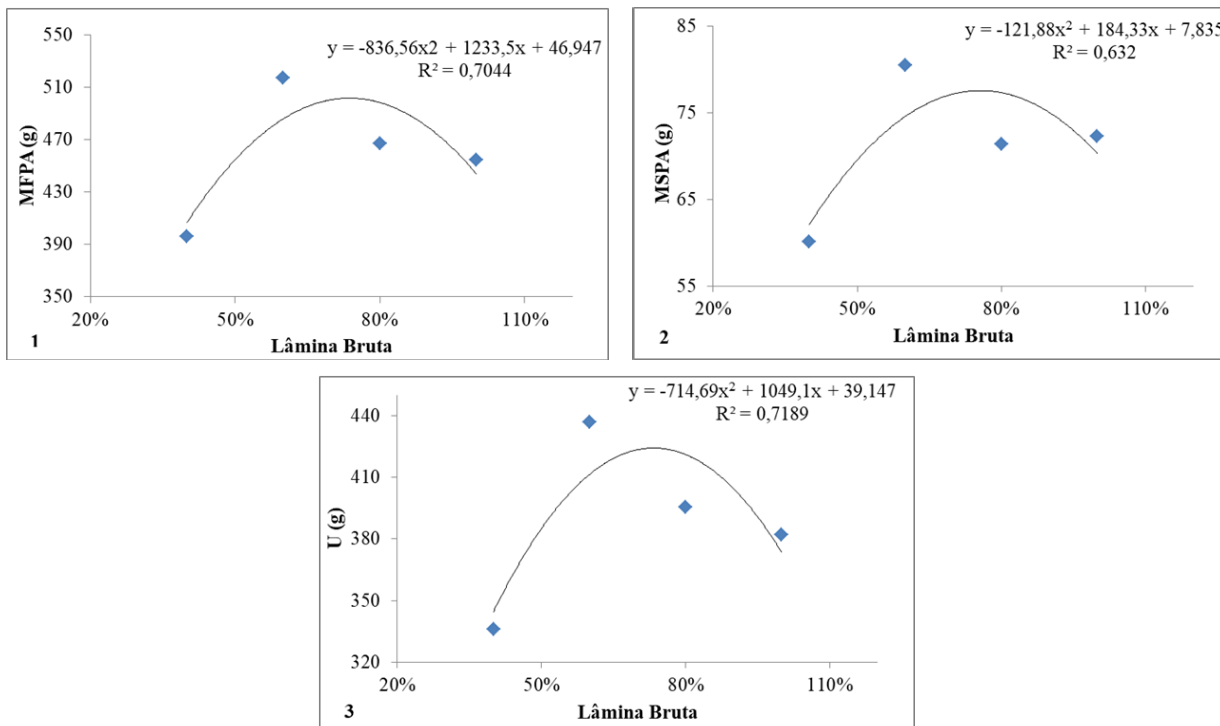 550
510
470
430
390
350
MFPA (g)
y = -836,56x2 + 1233,5x + 46,947
R² = 0,7044
20%
50%
80%
110%
Lâmina Bruta
1
85
75
65
55
MSPA (g)
y = -121,88x² + 184,33x + 7,835
R² = 0,632
20%
50%
80%
110%
Lâmina Bruta
2
440
410
380
350
320
U (g)
y = -714,69x² + 1049,1x + 39,147
R² = 0,7189
20%
50%
80%
110%
Lâmina Bruta
3